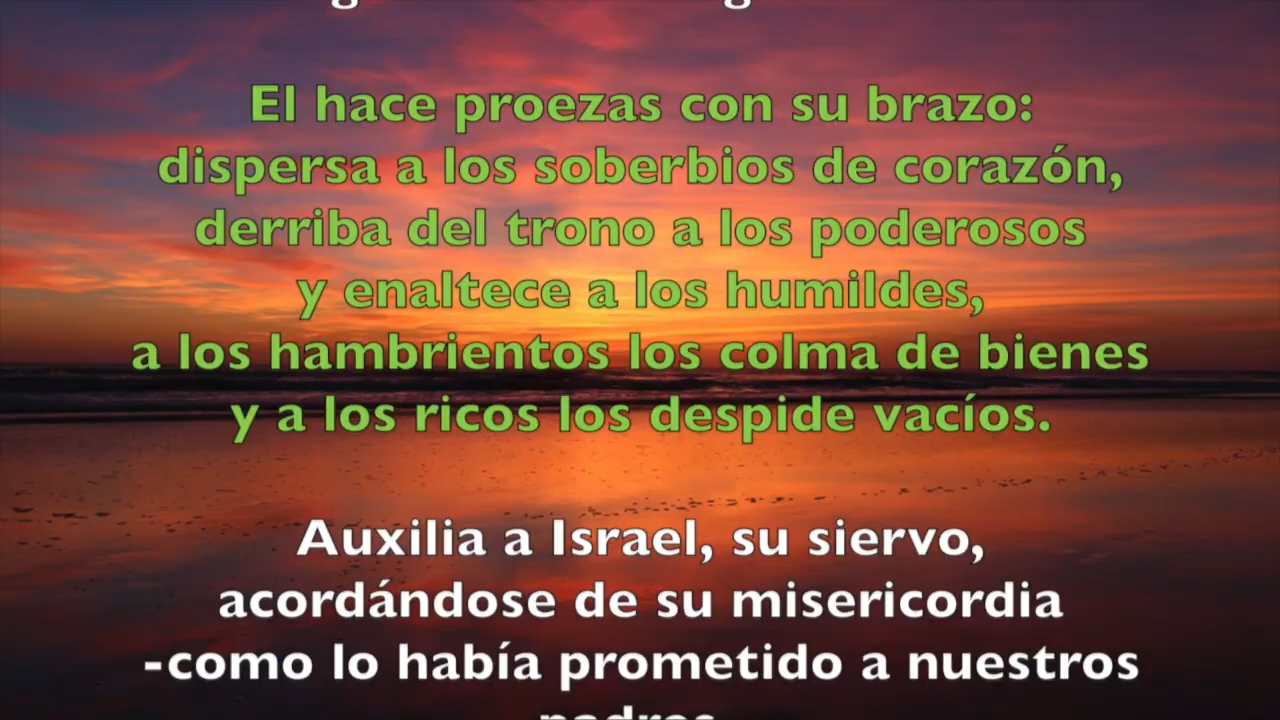 El hace proezas con su brazo:
dispersa a los soberbios de corazón,
derriba del trono a los poderosos
y enaltece a los humildes,
a los hambrientos los colma de bienes
y a los ricos los despide vacíos.
Auxilia a Israel, su siervo,
acordándose de su misericordia
-como lo había prometido a nuestros